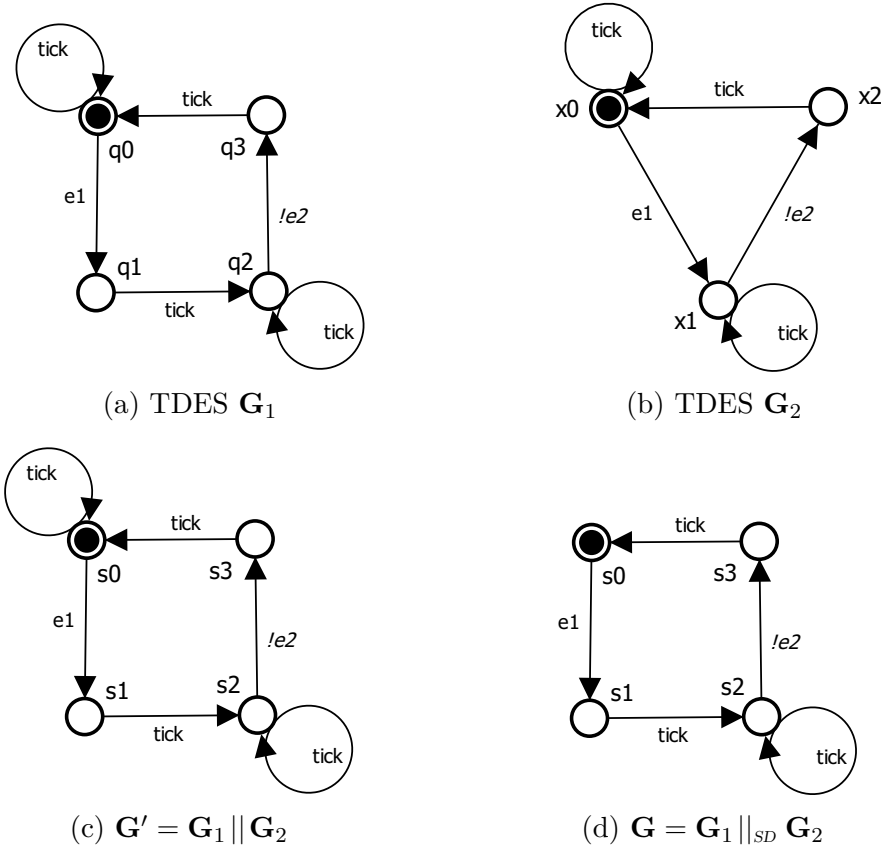 tick
tick
q0
q3
e1
!e2
q1
q2
tick
tick
(a) TDES G₁
tick
x0
tick
x2
e1
!e2
x1
tick
(b) TDES G₂
tick
tick
s0
s3
e1
!e2
s1
s2
tick
tick
(c) G′ = G₁ || G₂
tick
s0
s3
e1
!e2
s1
s2
tick
tick
(d) G = G₁ ||SD G₂